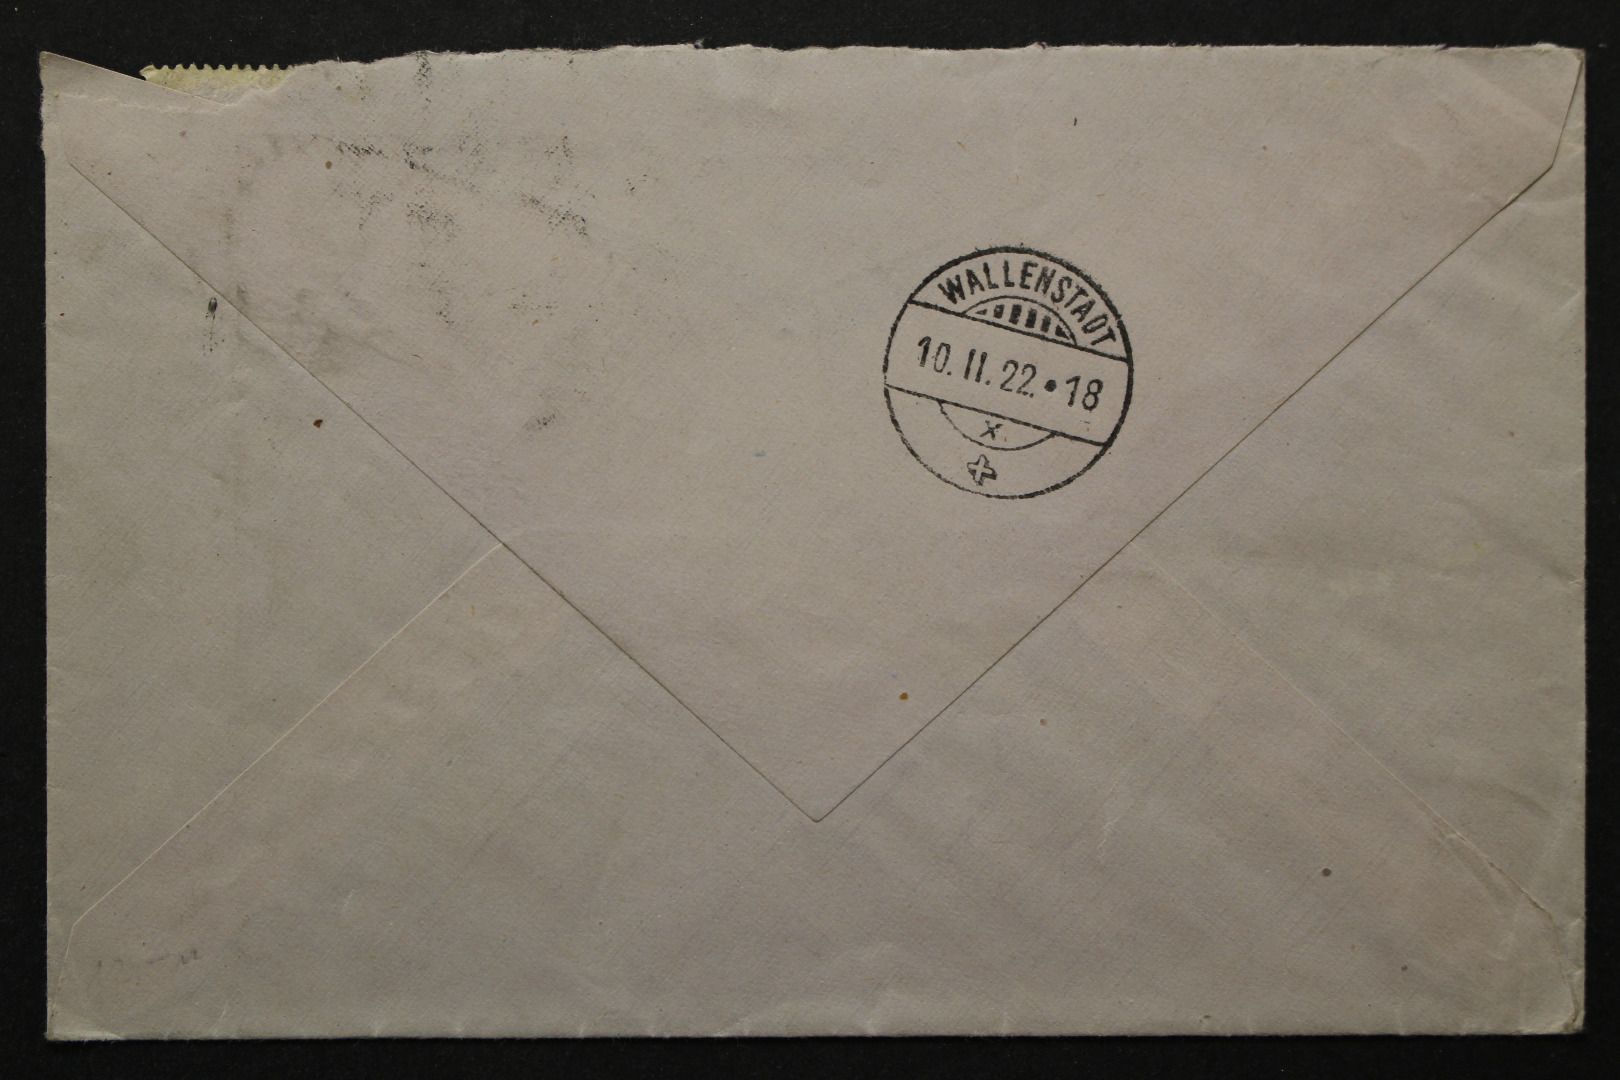 WALLENSTADT
10. II. 22. • 18
x